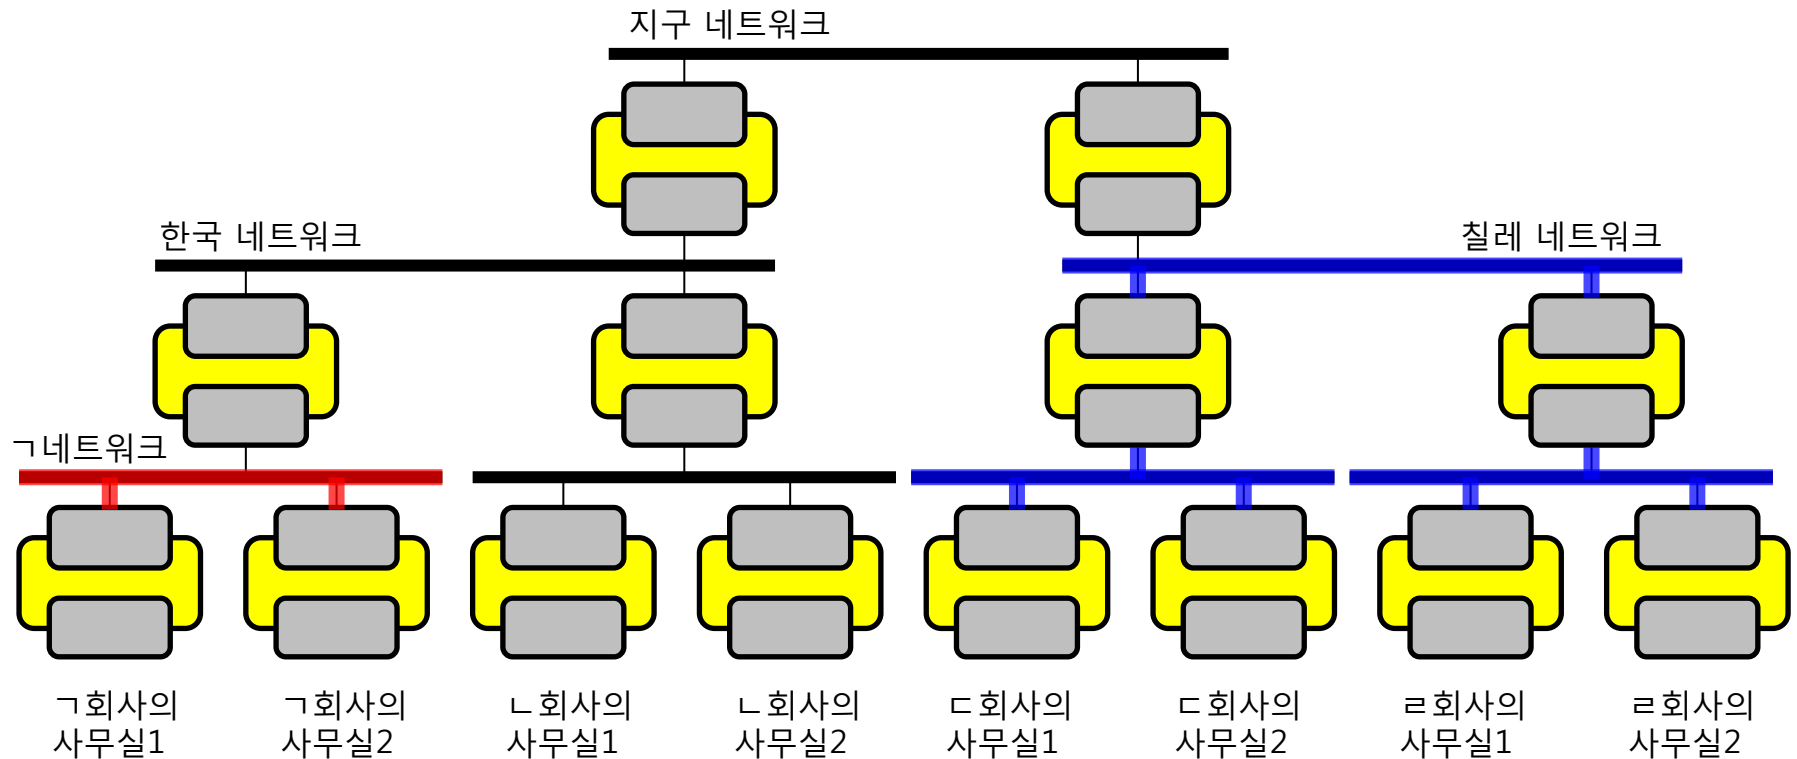 지구 네트워크
한국 네트워크
칠레 네트워크
ㄱ네트워크
ㄱ회사의
사무실1
ㄱ회사의
사무실2
ㄴ회사의
사무실1
ㄴ회사의
사무실2
ㄷ회사의
사무실1
ㄷ회사의
사무실2
ㄹ회사의
사무실1
ㄹ회사의
사무실2